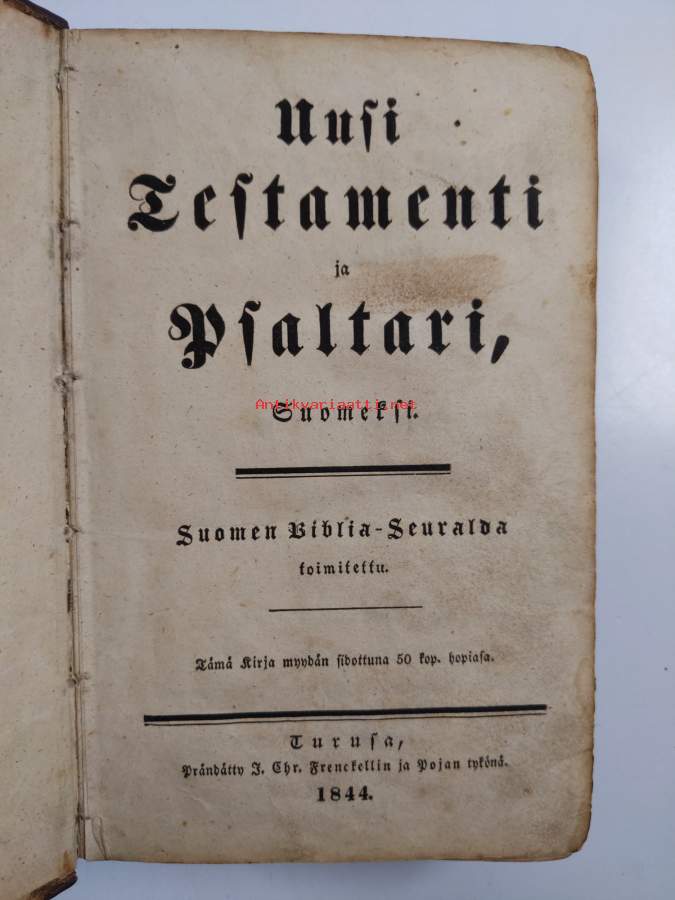 Uusi
Testamenti
ja
Psaltari,
Antikvariaatti.net
Suomeksi.
Suomen Biblia-Seuralda
toimitettu.
Tämä Kirja myydän sidottuna 50 kop. hopiasa.
Turusa,
Prändätty J. Chr. Frenckellin ja Pojan tykönä.
1844.